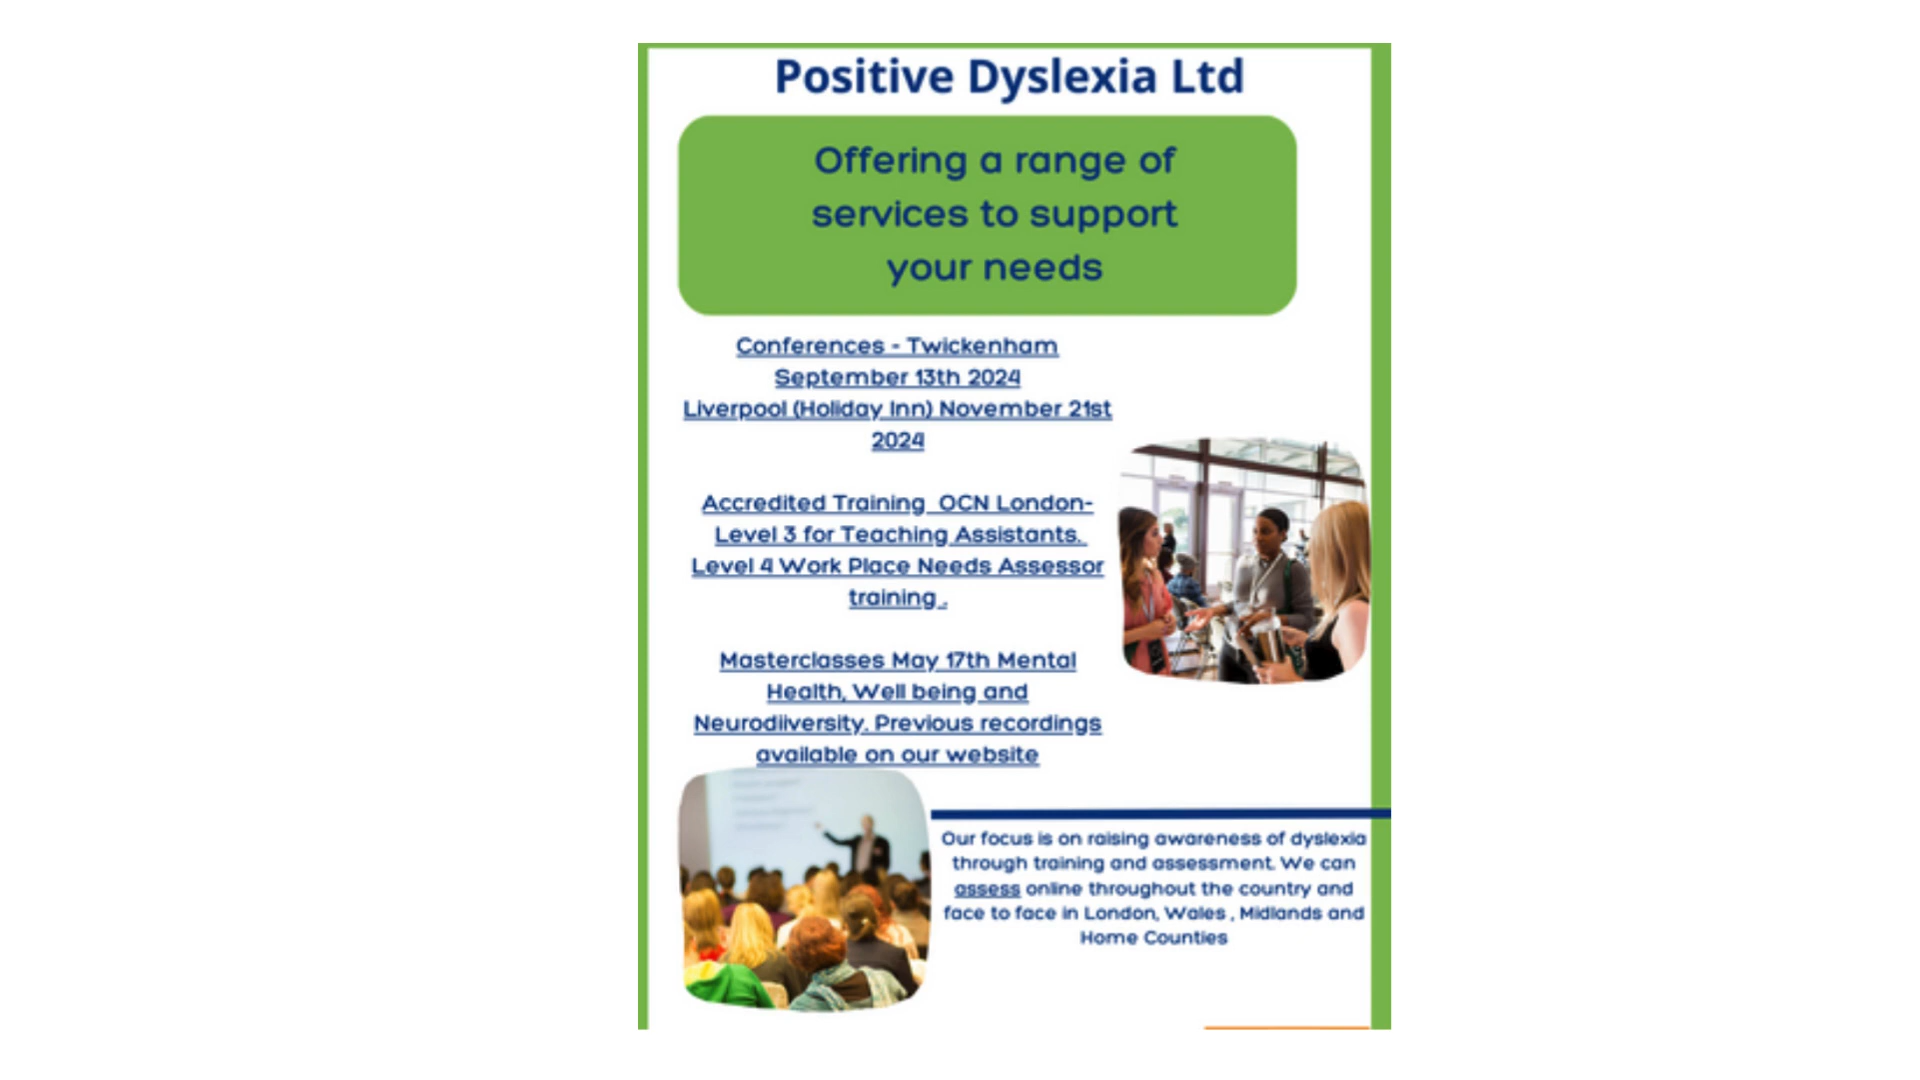 Positive Dyslexia Ltd
Offering a range of
services to support
your needs
Conferences - Twickenham
September 13th 2024
Liverpool (Holiday Inn) November 21st
2024
Accredited Training  OCN London-
Level 3 for Teaching Assistants.
Level 4 Work Place Needs Assessor
training .
Masterclasses May 17th Mental
Health, Well being and
Neurodiiversity. Previous recordings
available on our website
Our focus is on raising awareness of dyslexia
through training and assessment. We can
assess online throughout the country and
face to face in London, Wales , Midlands and
Home Counties